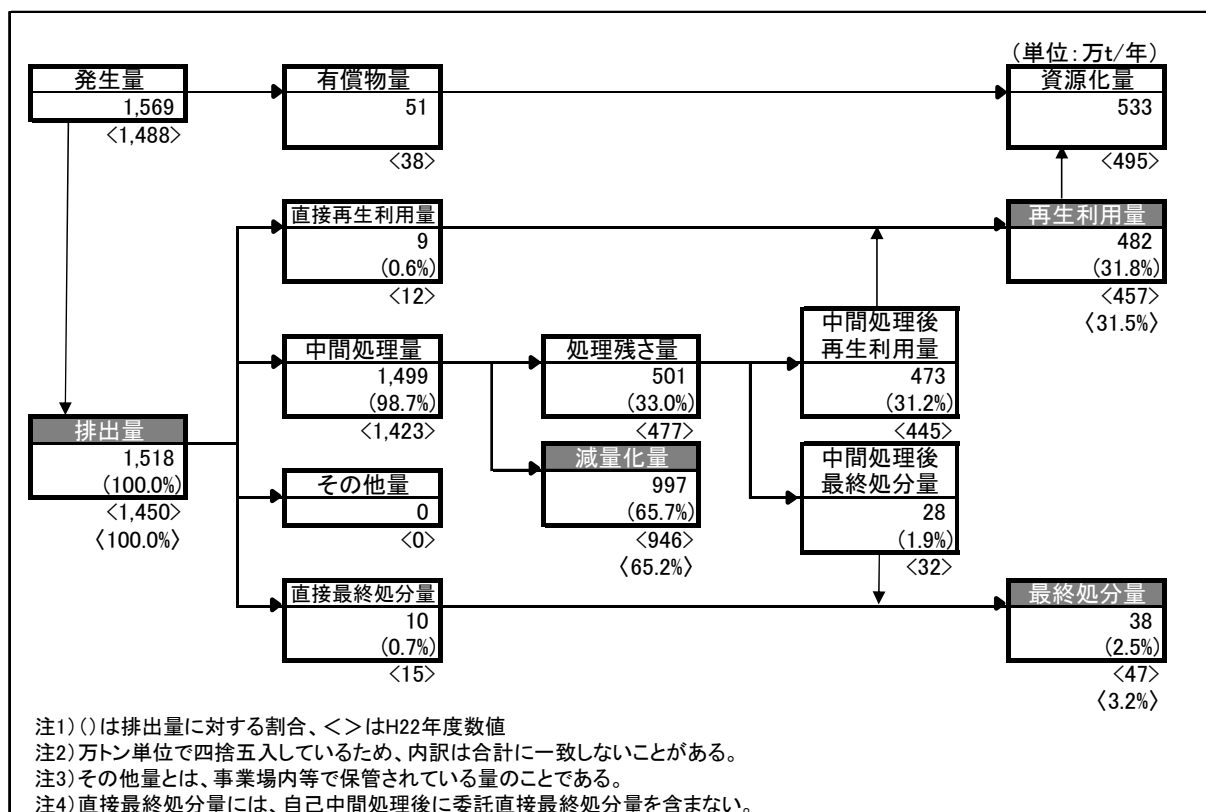 (単位:万t/年)
発生量
1,569
<1,488>
有償物量
51
<38>
資源化量
533
<495>
直接再生利用量
9
(0.6%)
<12>
再生利用量
482
(31.8%)
<457>
〈31.5%〉
中間処理量
1,499
(98.7%)
<1,423>
処理残さ量
501
(33.0%)
<477>
中間処理後
再生利用量
473
(31.2%)
<445>
排出量
1,518
(100.0%)
<1,450>
〈100.0%〉
その他量
0
<0>
減量化量
997
(65.7%)
<946>
〈65.2%〉
中間処理後
最終処分量
28
(1.9%)
<32>
直接最終処分量
10
(0.7%)
<15>
最終処分量
38
(2.5%)
<47>
〈3.2%〉
注1)()は排出量に対する割合、<>はH22年度数値
注2)万トン単位で四捨五入しているため、内訳は合計に一致しないことがある。
注3)その他量とは、事業場内等で保管されている量のことである。
注4)直接最終処分量には、自己中間処理後に委託直接最終処分量を含まない。